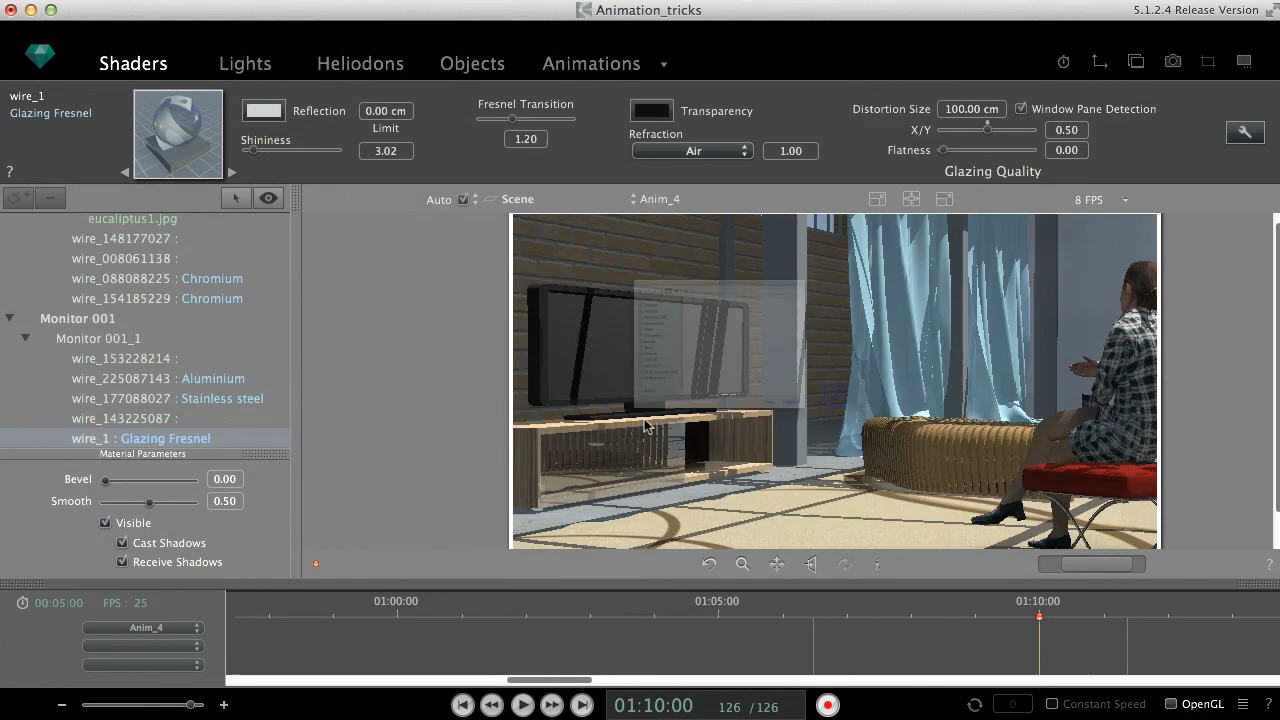 Animation_tricks
5.1.2.4 Release Version
Shaders
Lights
Heliodons
Objects
Animations
wire_1
Glazing Fresnel
?
Reflection
0.00 cm
Limit
Shininess
3.02
Fresnel Transition
1.20
Transparency
Refraction
Air
1.00
Distortion Size
100.00 cm
Window Pane Detection
X/Y
0.50
Flatness
0.00
Glazing Quality
Auto
Scene
Anim_4
8 FPS
eucaliptus1.jpg
wire_148177027 :
wire_008061138 :
wire_088088225 : Chromium
wire_154185229 : Chromium
Monitor 001
Monitor 001_1
wire_153228214 :
wire_225087143 : Aluminium
wire_177088027 : Stainless steel
wire_143225087 :
wire_1 : Glazing Fresnel
Material Parameters
Bevel
0.00
Smooth
0.50
Visible
Cast Shadows
Receive Shadows
i
?
00:05:00
FPS : 25
01:00:00
01:05:00
01:10:00
Anim_4
01:10:00
126 / 126
0
Constant Speed
OpenGL